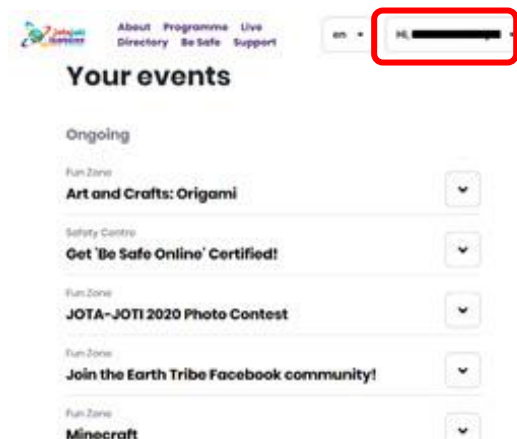 About Programme Live
Directory Be Safe Support
en
Hi,
Your events
Ongoing
Fun Zone
Art and Crafts: Origami
Safety Centre
Get 'Be Safe Online' Certified!
Fun Zone
JOTA-JOTI 2020 Photo Contest
Fun Zone
Join the Earth Tribe Facebook community!
Fun Zone
Minecraft